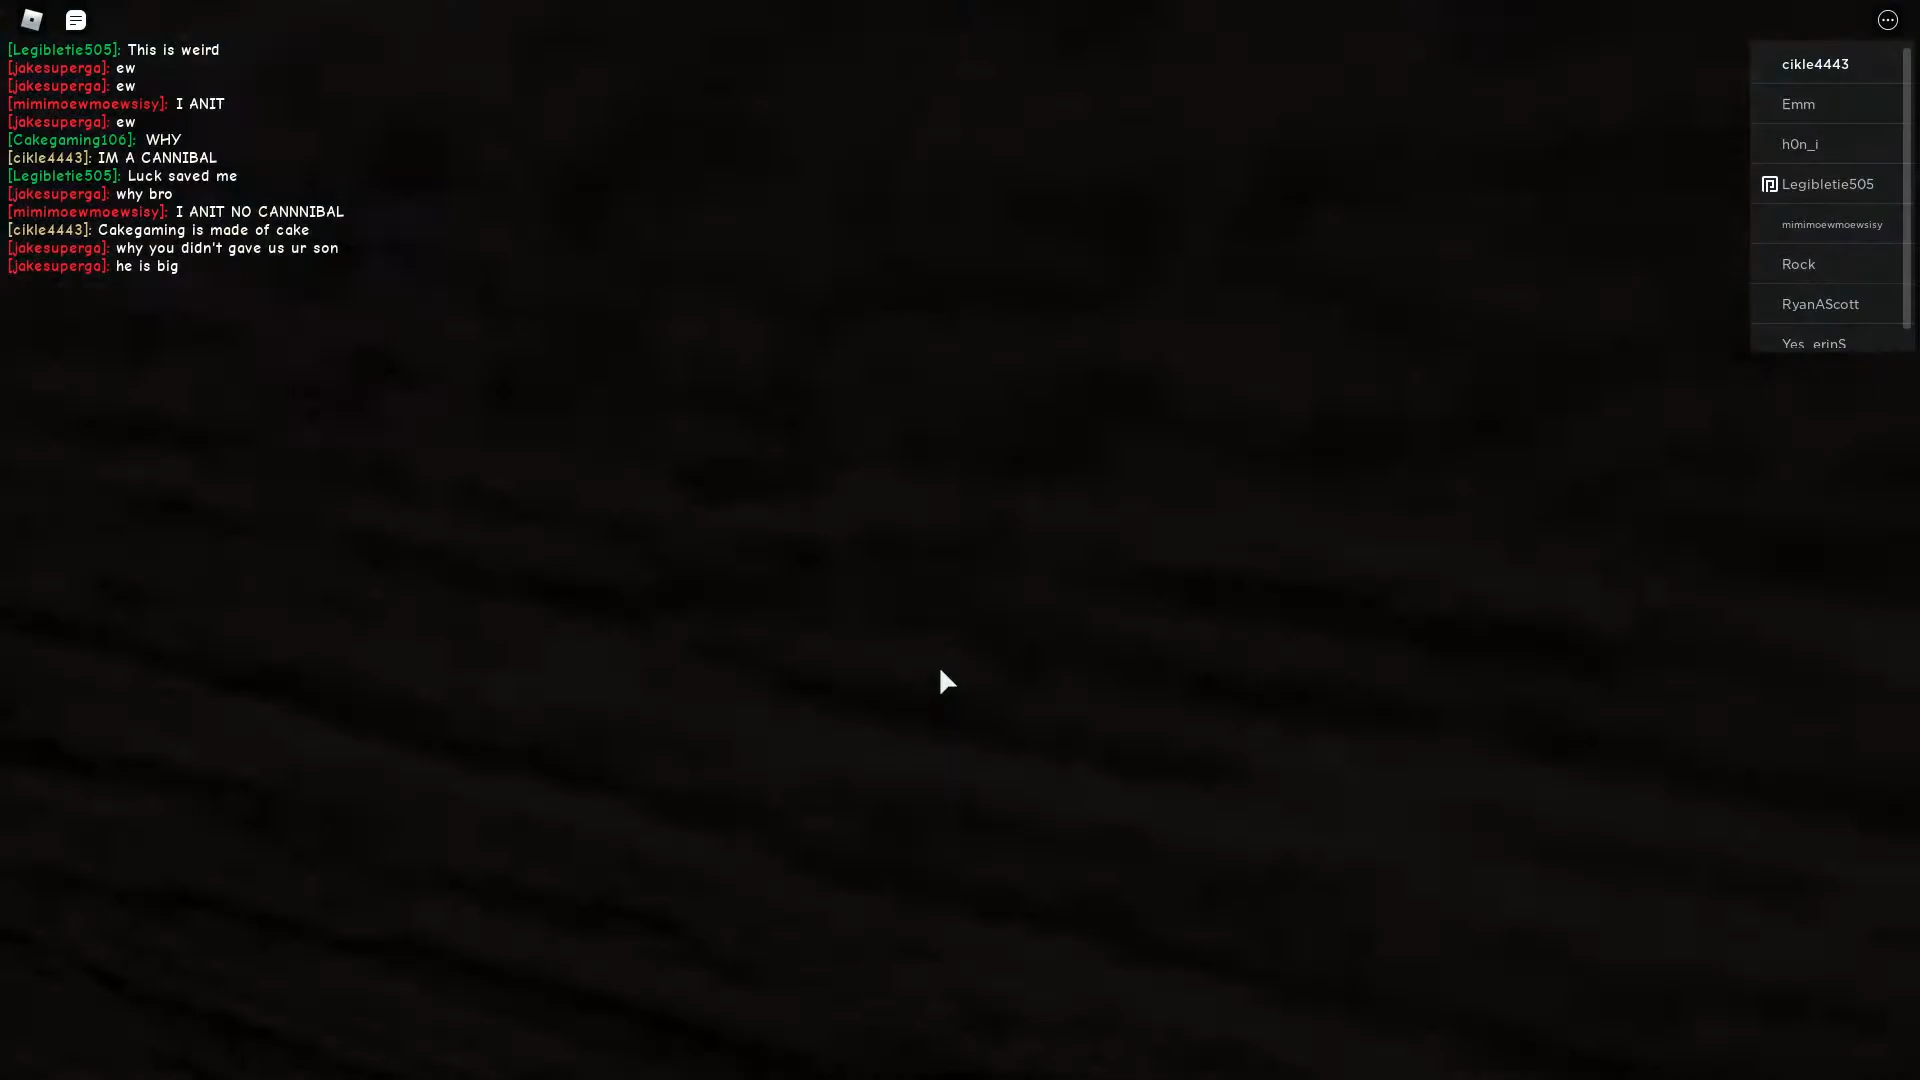 [Legibletie505]: This is weird
[jakesuperga]: ew
[jakesuperga]: ew
[mimimoewmoewsisy]: I ANIT
[jakesuperga]: ew
[Cakegaming106]: WHY
[cikle4443]: IM A CANNIBAL
[Legibletie505]: Luck saved me
[jakesuperga]: why bro
[mimimoewmoewsisy]: I ANIT NO CANNNIBAL
[cikle4443]: Cakegaming is made of cake
[jakesuperga]: why you didn't gave us ur son
[jakesuperga]: he is big
cikle4443
Emm
h0n_i
Legibletie505
mimimoewmoewsisy
Rock
RyanAScott
Yes_erinS